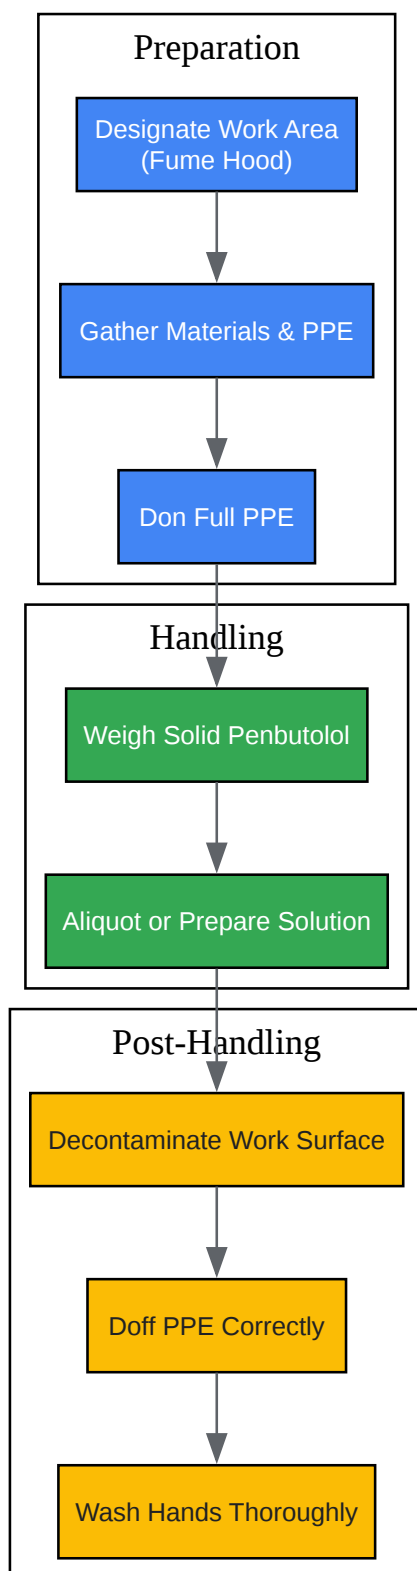 Preparation
Designate Work Area
(Fume Hood)
Gather Materials & PPE
Don Full PPE
Handling
Weigh Solid Penbutolol
Aliquot or Prepare Solution
Post-Handling
Decontaminate Work Surface
Doff PPE Correctly
Wash Hands Thoroughly